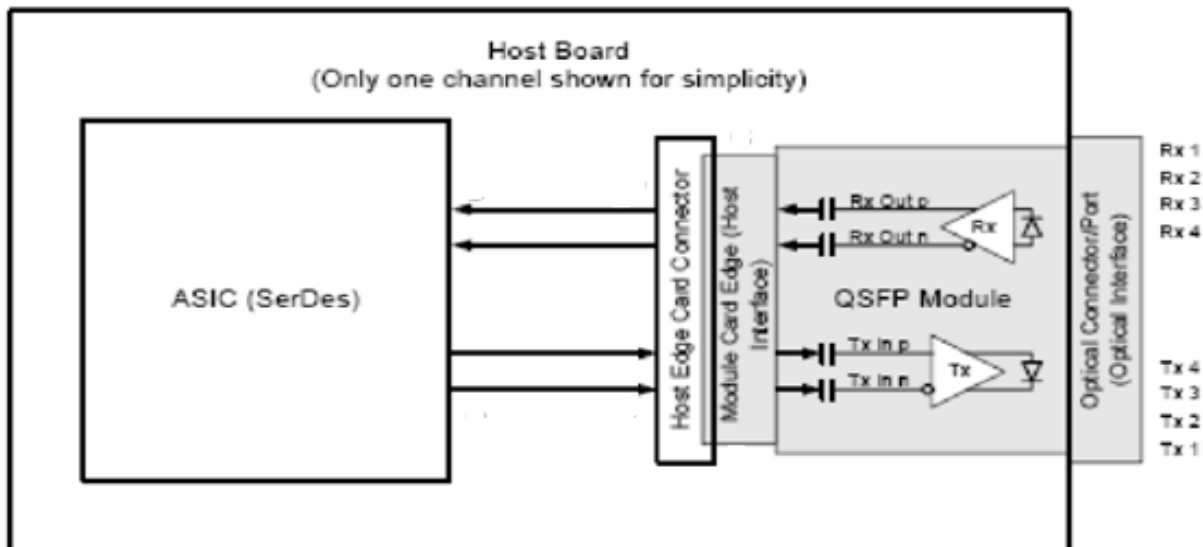 Host Board
(Only one channel shown for simplicity)
ASIC (SerDes)
Host Edge Card Connector
Module Card Edge (Host
Interface)
Rx Out p
Rx Out n
Rx
QSFP Module
Tx In p
Tx In n
Tx
Optical Connector/Port
(Optical Interface)
Rx 1
Rx 2
Rx 3
Rx 4
Tx 4
Tx 3
Tx 2
Tx 1